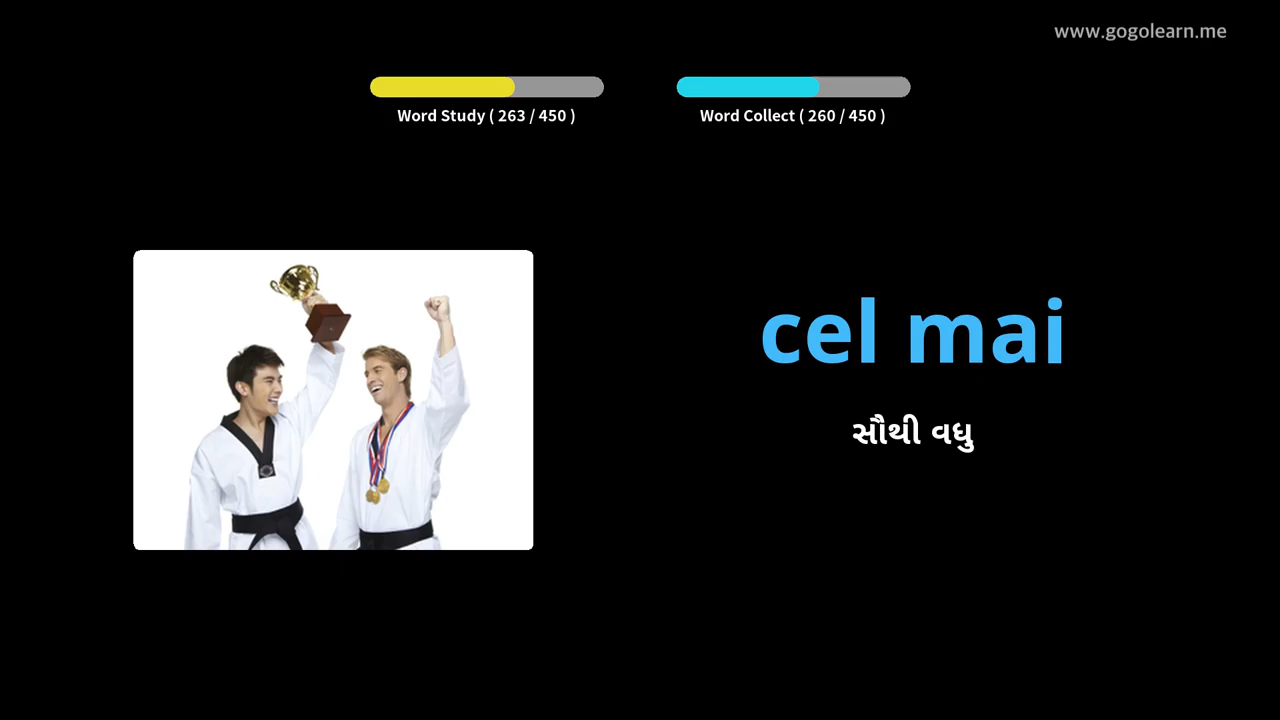 www.gogolearn.me
Word Study ( 263 / 450 )
Word Collect ( 260 / 450 )
cel mai
સૌથી વધુ